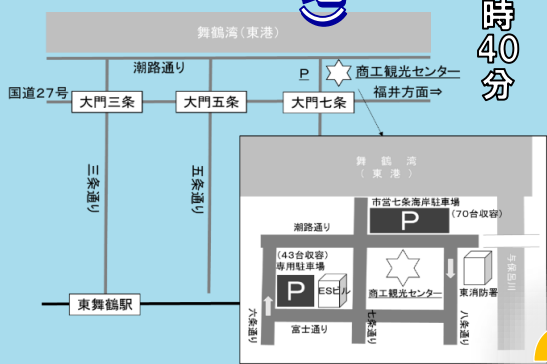 時40分
舞鶴湾(東港)
潮路通り
P
商工観光センター
国道27号
大門三条
大門五条
大門七条
福井方面⇒
三条通り
五条通り
東舞鶴駅
舞鶴湾
(東港)
市営七条海岸駐車場
P
(70台収容)
潮路通り
(43台収容)
専用駐車場
P
ESビル
商工観光センター
東消防署
与保呂川
六条通り
七条通り
八条通り
富士通り